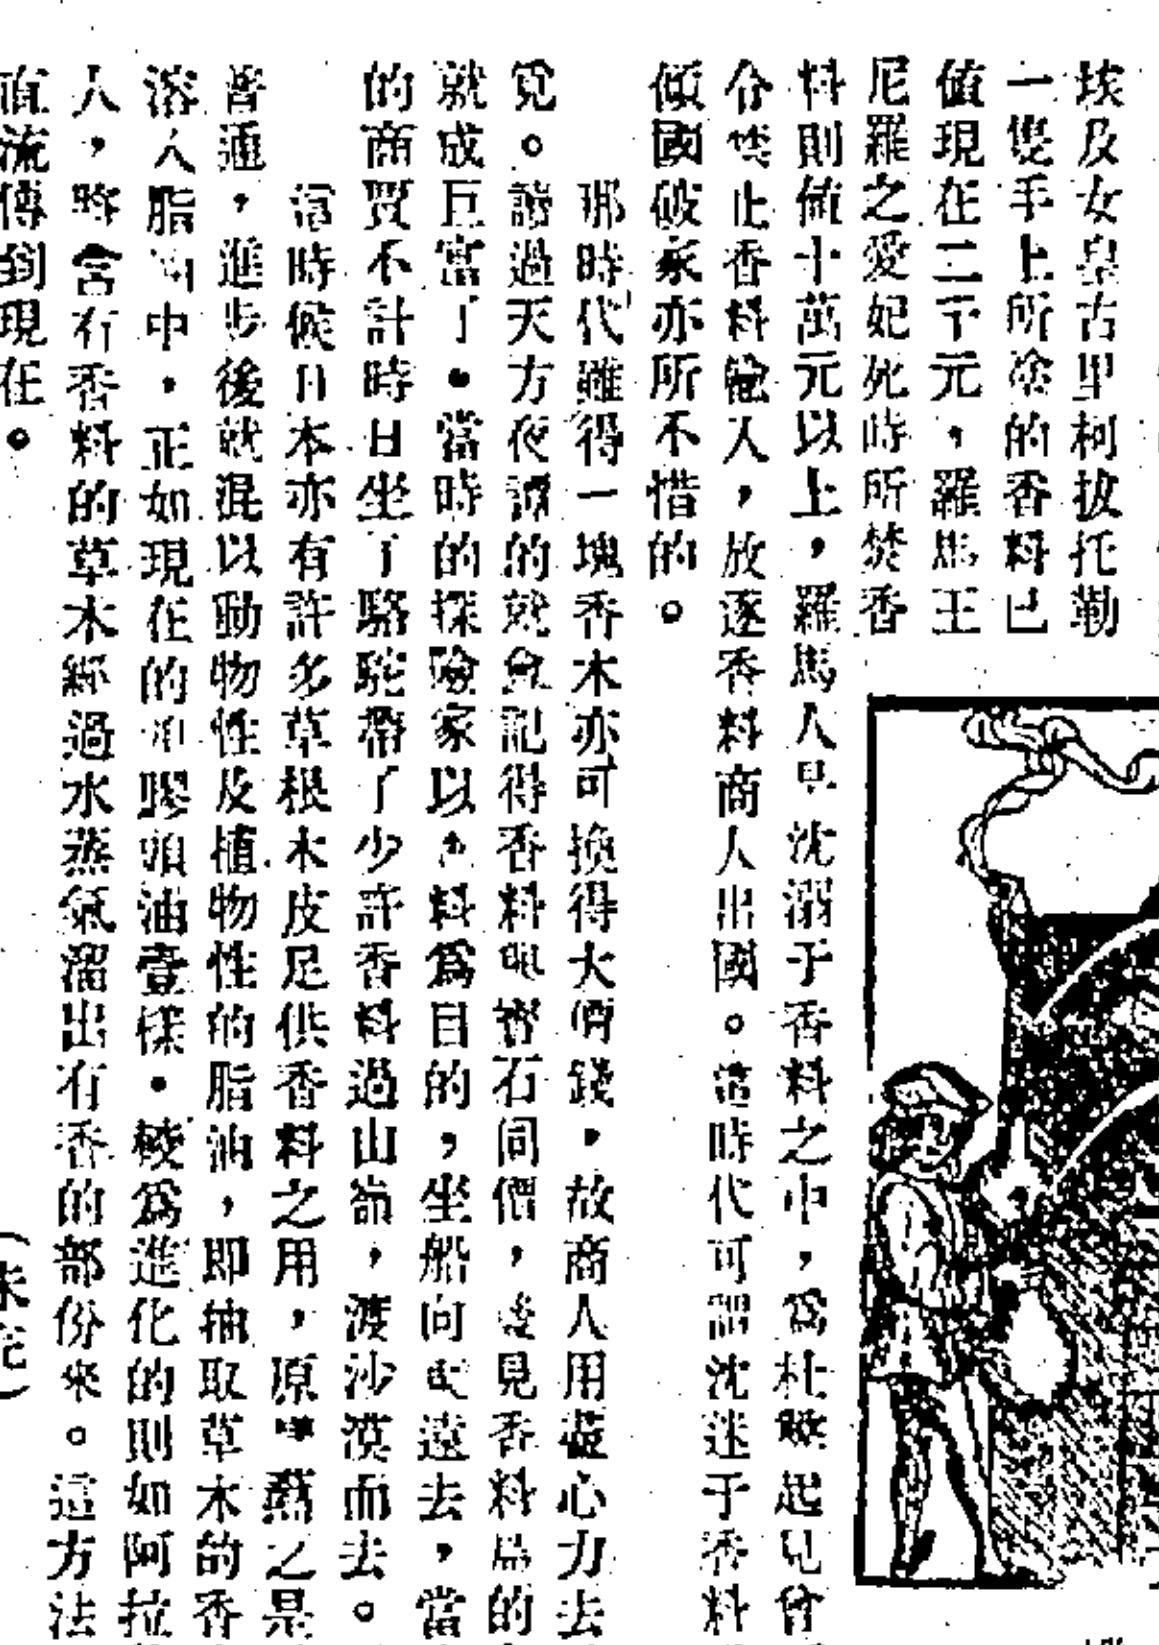 埃及女皇古里柯披托勒
一隻手上所塗的香料已
値現在二千元，羅馬王
尼羅之愛妃死時所焚香
料則値十萬元以上，羅馬人 沈溺于香料之中，爲杜 起見曾
令禁止香料輸入，放逐香料商人出國。這時代可謂沈迷于香料
傾國破家亦所不惜的。
那時代雖得一塊香木亦可換得大價錢，故商人用盡心力去
覓。讀過天方夜譚的就會記得香料與寶石同價， 見香料 的
就成巨富了。當時的探險家以香料爲目的，坐船向 遠去，當
的商賈不計時日坐了駱駝帶了少許香料過山嶺，渡沙漠而去。
這時候日本亦有許多草根木皮足供香料之用，原 蒸之是
普通，進步後就混以動物性及植物性的脂油，即抽取草木的香
溶入脂油中，正如現在的 膠頭油壹樣。較爲進化的則如阿拉
人，將含有香料的草木經過水蒸氣溜出有香的部份來。這方法
直流傳到現在。
（未完）